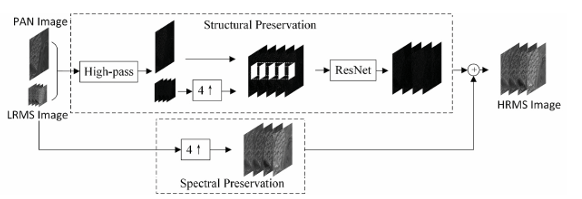 PAN Image
Structural Preservation
High-pass
4↑
ResNet
+
LRMS Image
HRMS Image
4↑
Spectral Preservation